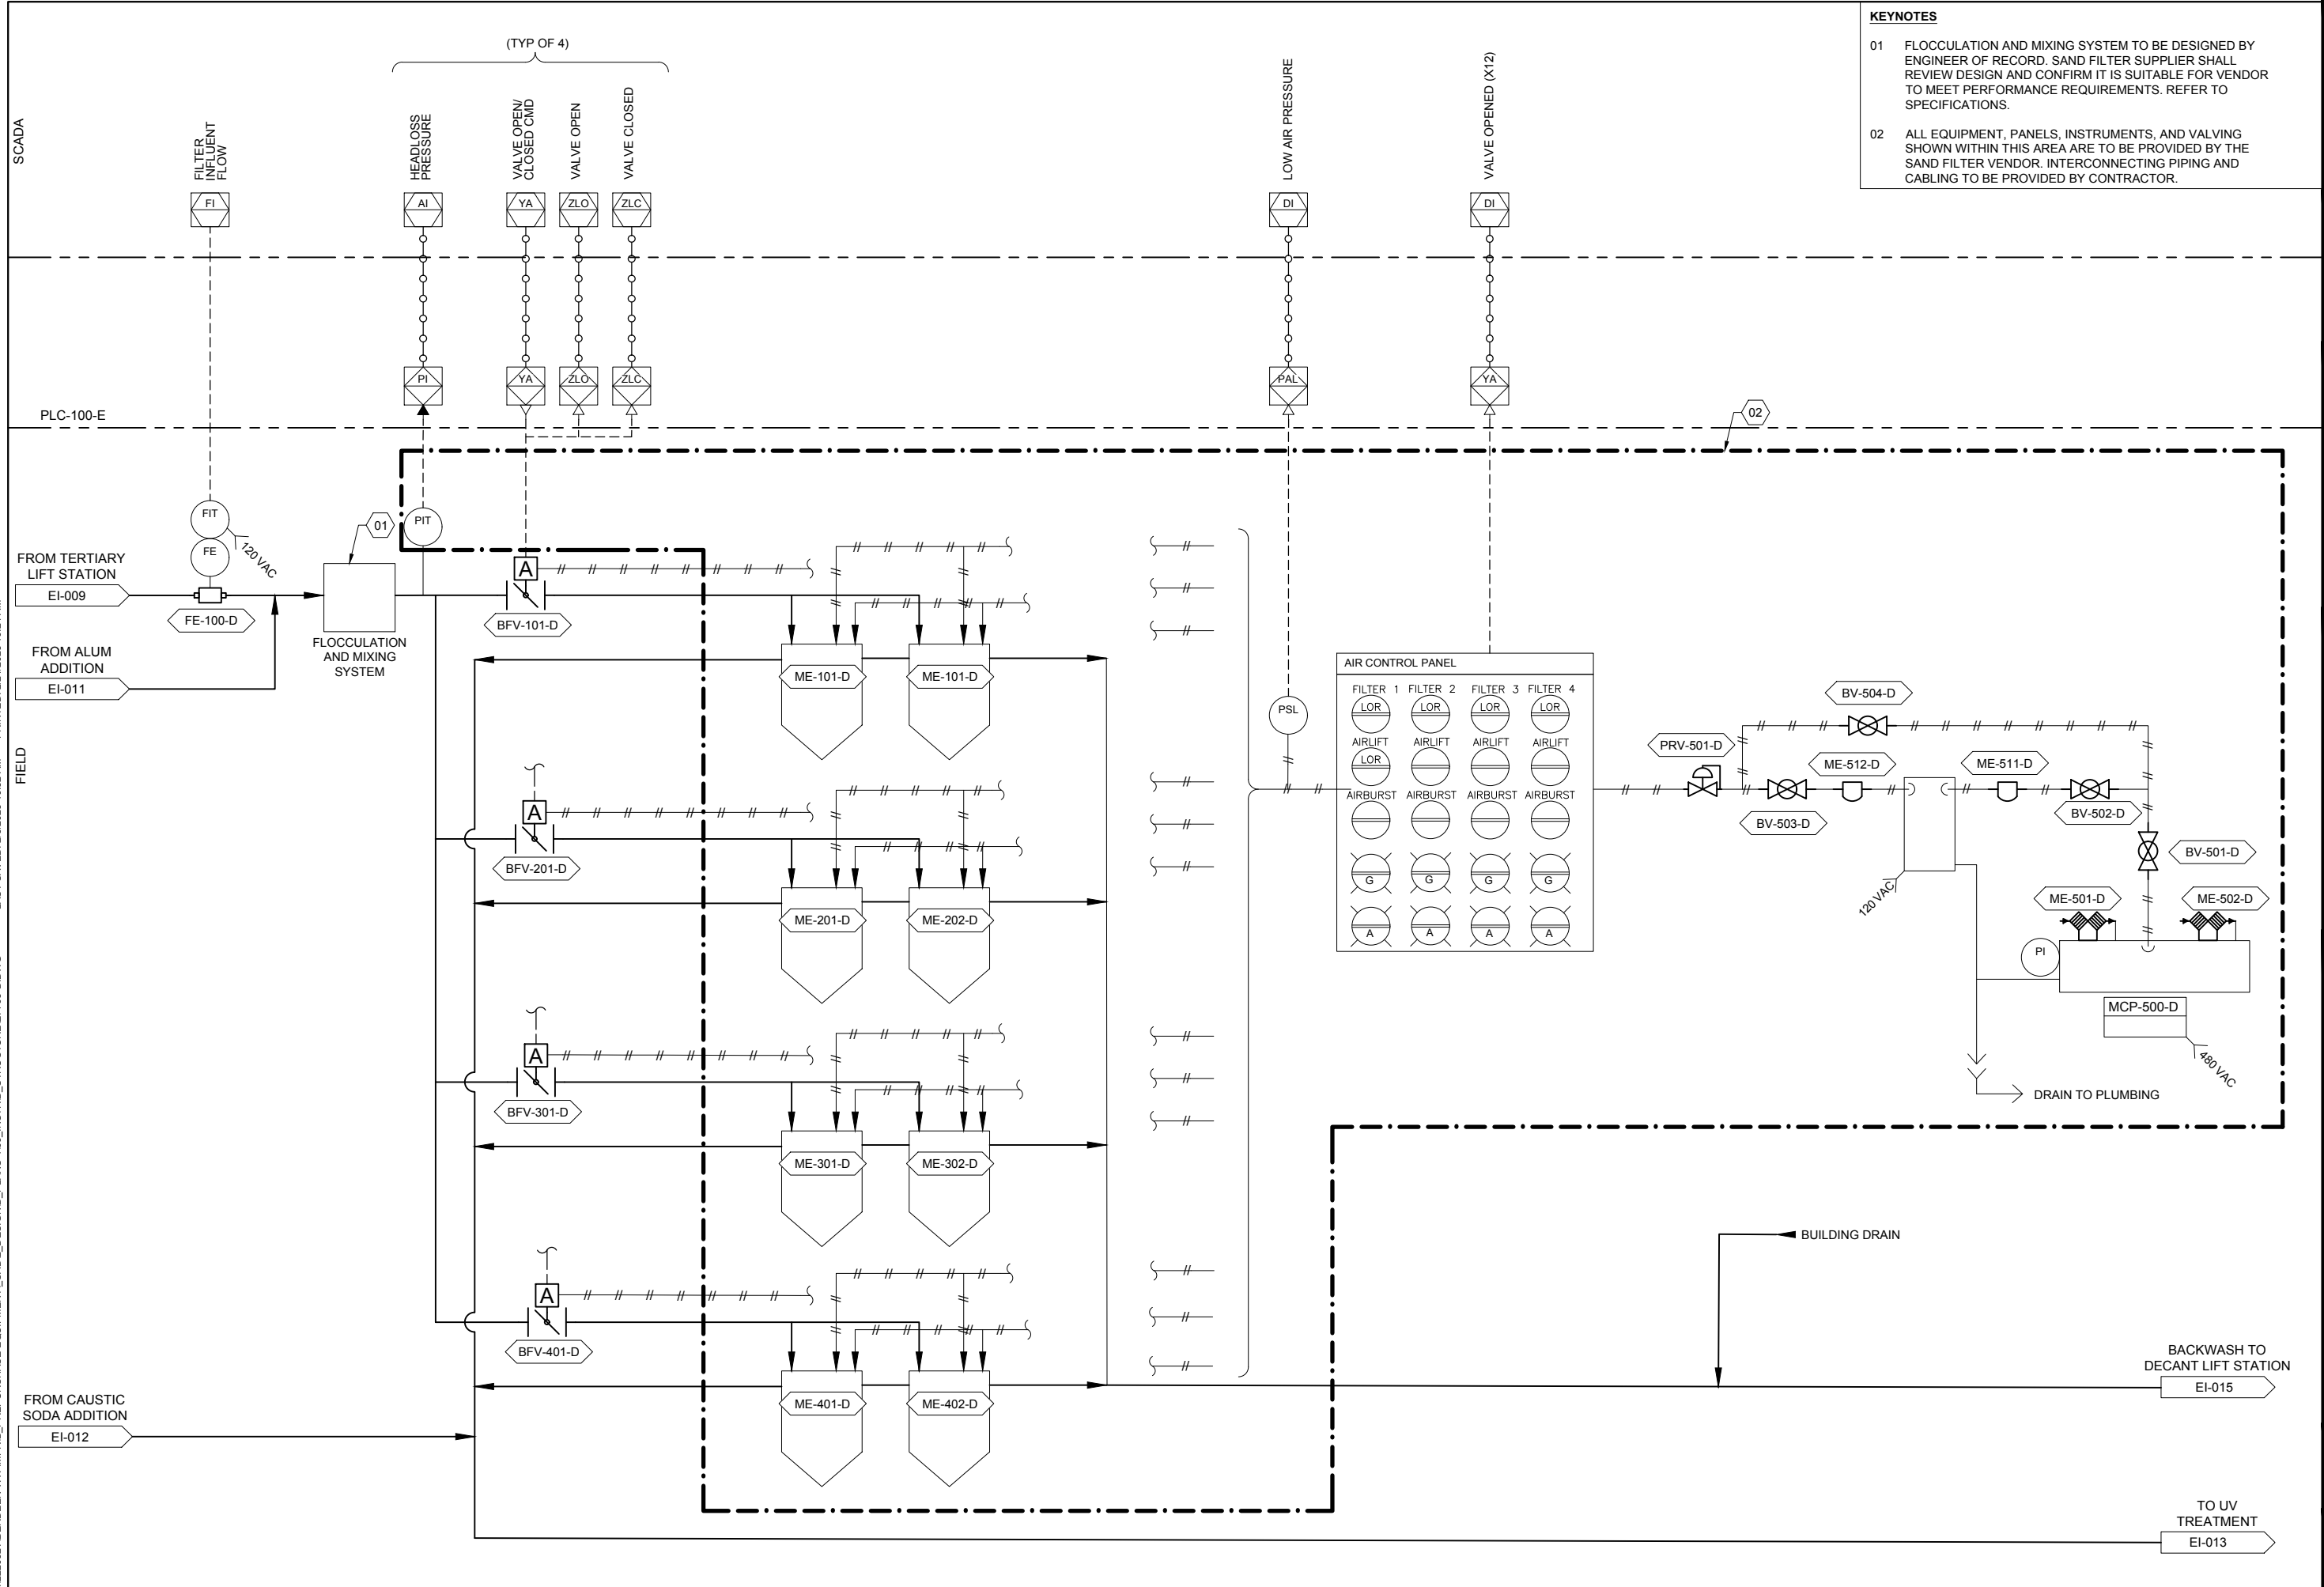 KEYNOTES
01 FLOCCULATION AND MIXING SYSTEM TO BE DESIGNED BY
ENGINEER OF RECORD. SAND FILTER SUPPLIER SHALL
REVIEW DESIGN AND CONFIRM IT IS SUITABLE FOR VENDOR
TO MEET PERFORMANCE REQUIREMENTS. REFER TO
SPECIFICATIONS.
02 ALL EQUIPMENT, PANELS, INSTRUMENTS, AND VALVING
SHOWN WITHIN THIS AREA ARE TO BE PROVIDED BY THE
SAND FILTER VENDOR. INTERCONNECTING PIPING AND
CABLING TO BE PROVIDED BY CONTRACTOR.
(TYP OF 4)
SCADA
FILTER
INFLUENT
FLOW
HEADLOSS
PRESSURE
VALVE OPEN/
CLOSED CMD
VALVE OPEN
VALVE CLOSED
LOW AIR PRESSURE
VALVE OPENED (X12)
FI
AI
YA
ZLO
ZLC
DI
DI
PI
YA
ZLO
ZLC
PAL
YA
PLC-100-E
02
FIELD
FIT
FE
120 VAC
01
PIT
FROM TERTIARY
LIFT STATION
EI-009
FE-100-D
FROM ALUM
ADDITION
EI-011
FLOCCULATION
AND MIXING
SYSTEM
A
BFV-101-D
ME-101-D
ME-101-D
A
BFV-201-D
ME-201-D
ME-202-D
A
BFV-301-D
ME-301-D
ME-302-D
A
BFV-401-D
ME-401-D
ME-402-D
PSL
AIR CONTROL PANEL
FILTER 1 FILTER 2 FILTER 3 FILTER 4
LOR LOR LOR LOR
AIRLIFT AIRLIFT AIRLIFT AIRLIFT
LOR
AIRBURST AIRBURST AIRBURST AIRBURST
G G G G
A A A A
PRV-501-D
BV-504-D
ME-512-D
ME-511-D
BV-503-D
BV-502-D
BV-501-D
120 VAC
ME-501-D
ME-502-D
PI
MCP-500-D
480 VAC
DRAIN TO PLUMBING
BUILDING DRAIN
BACKWASH TO
DECANT LIFT STATION
EI-015
FROM CAUSTIC
SODA ADDITION
EI-012
TO UV
TREATMENT
EI-013